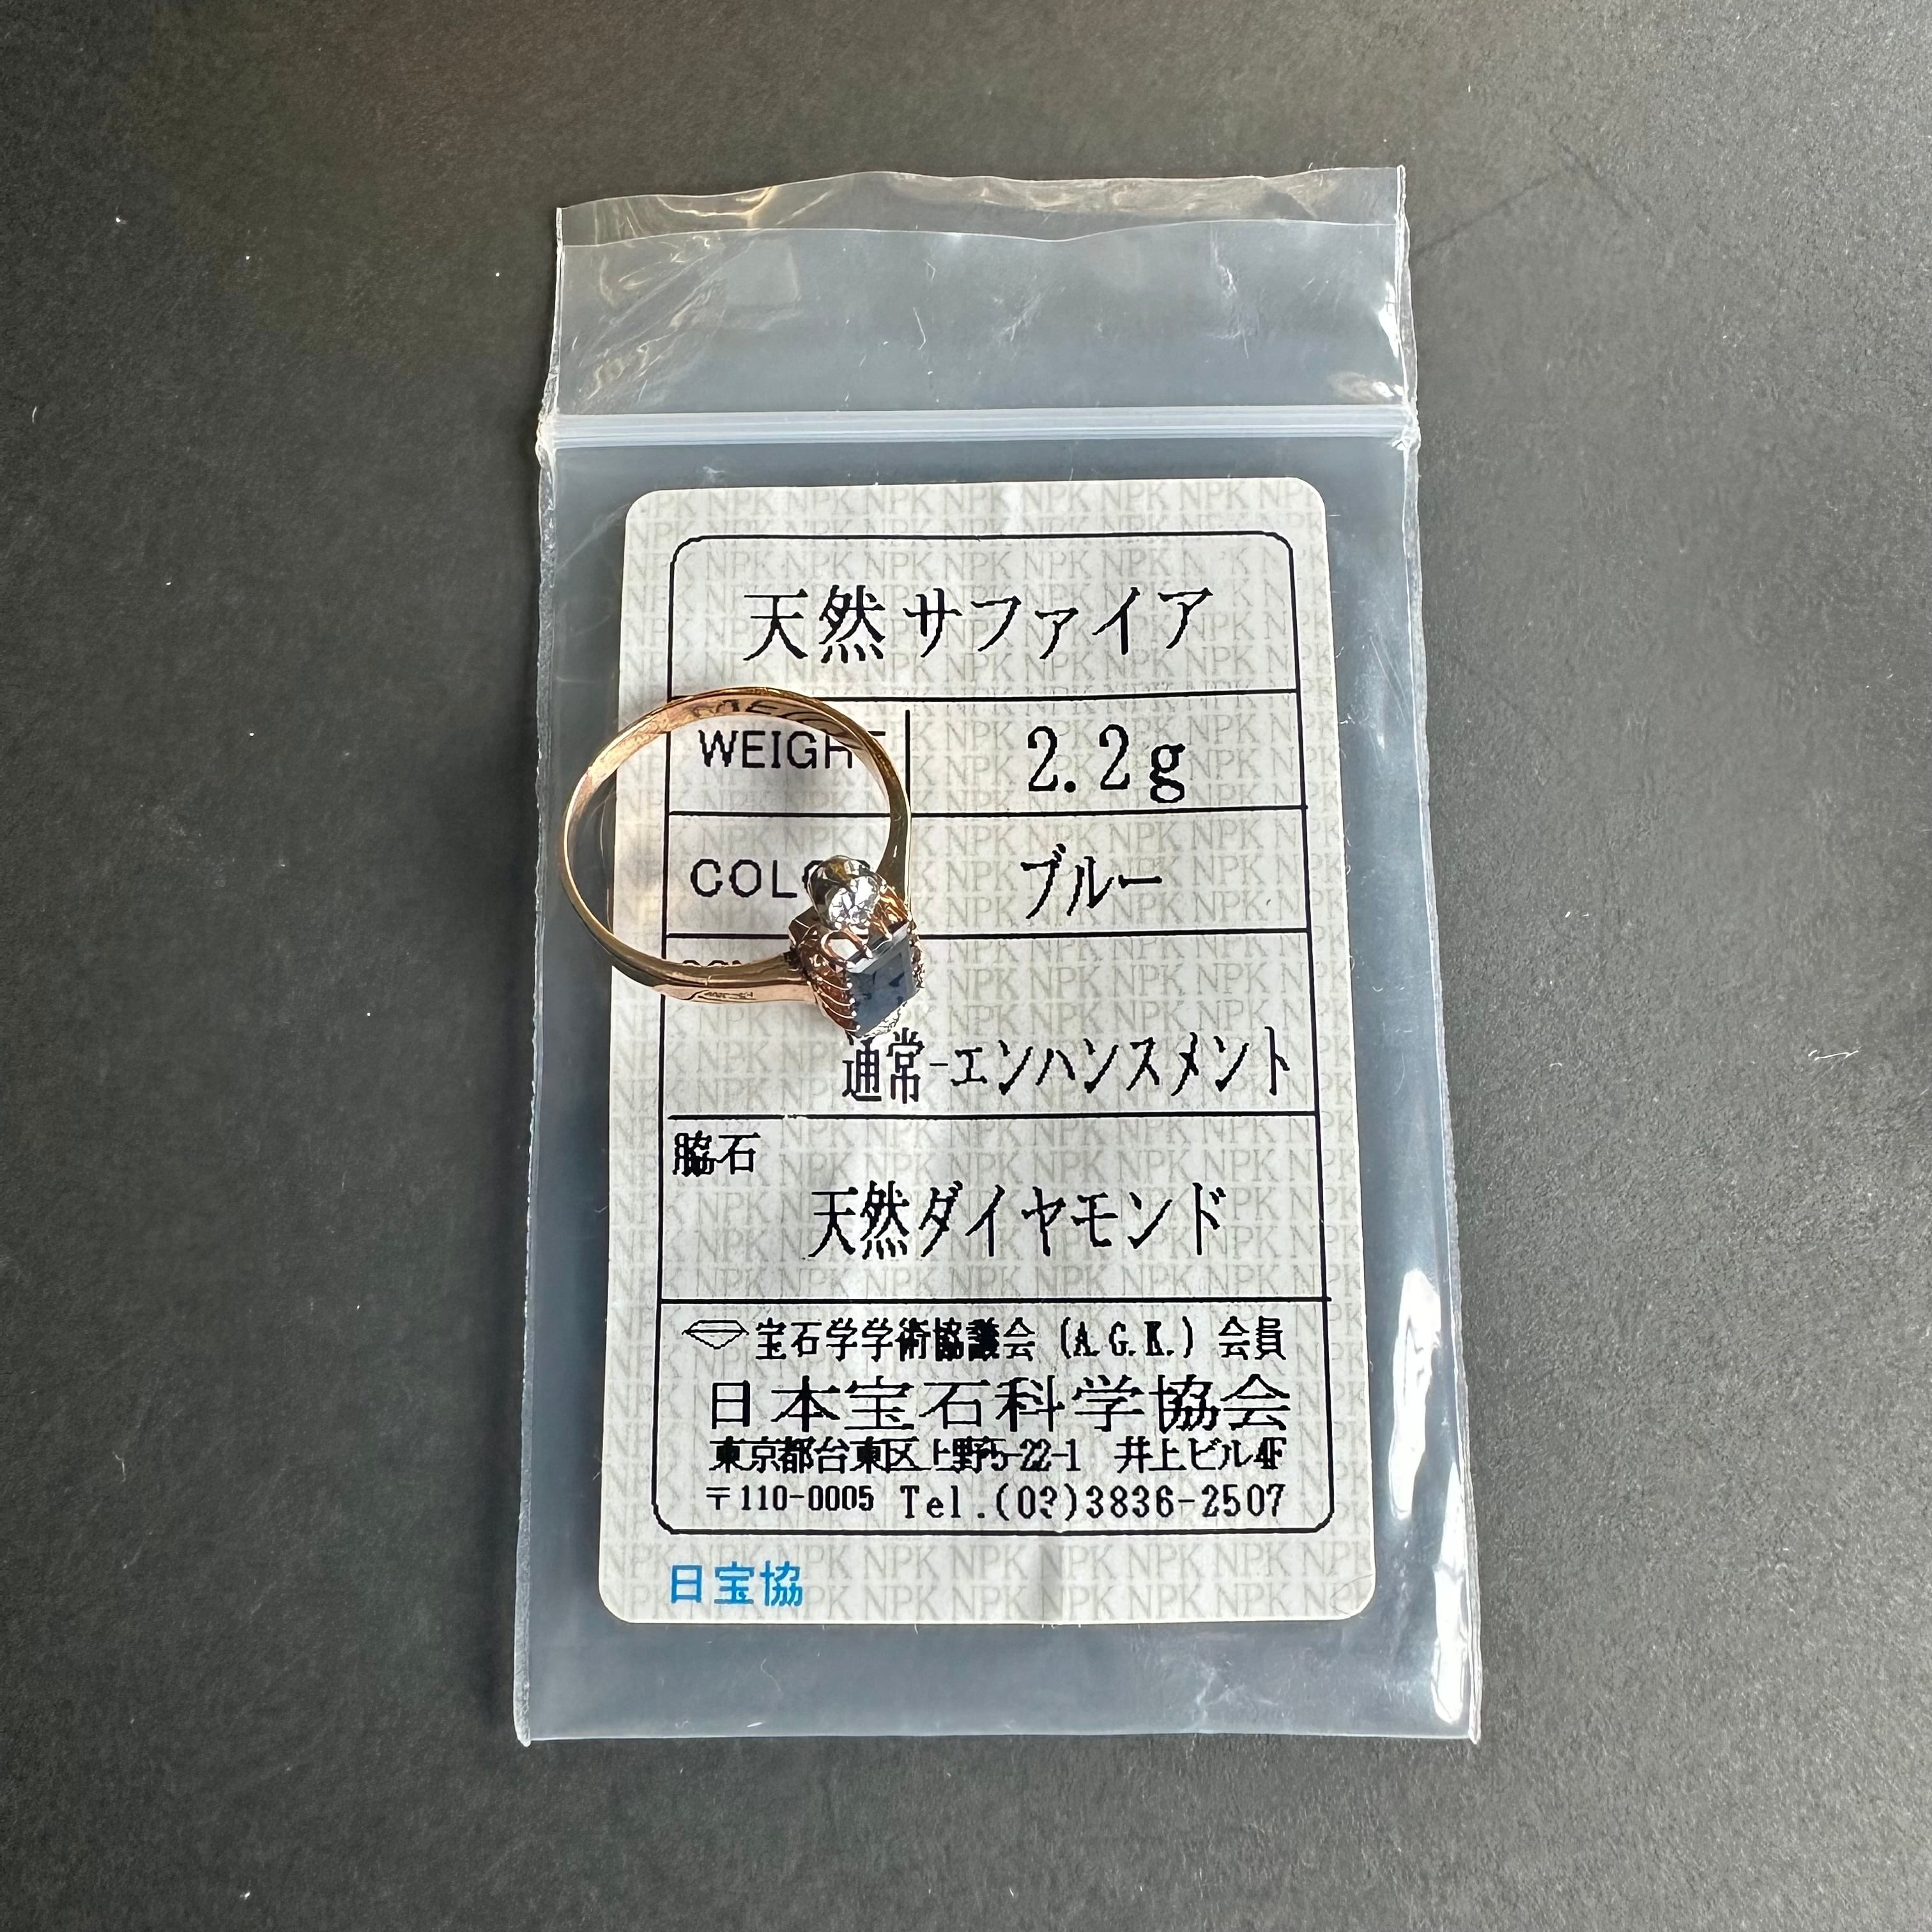 天然サファイア
WEIGHT 2.2g
COLO ブルー
通常-エンハンスメント
脇石
天然ダイヤモンド
宝石学学術協議会 (A.G.K.) 会員
日本宝石科学協会
東京都台東区上野5-22-1 井上ビル4F
〒110-0005 Tel.(03)3836-2507
日宝協